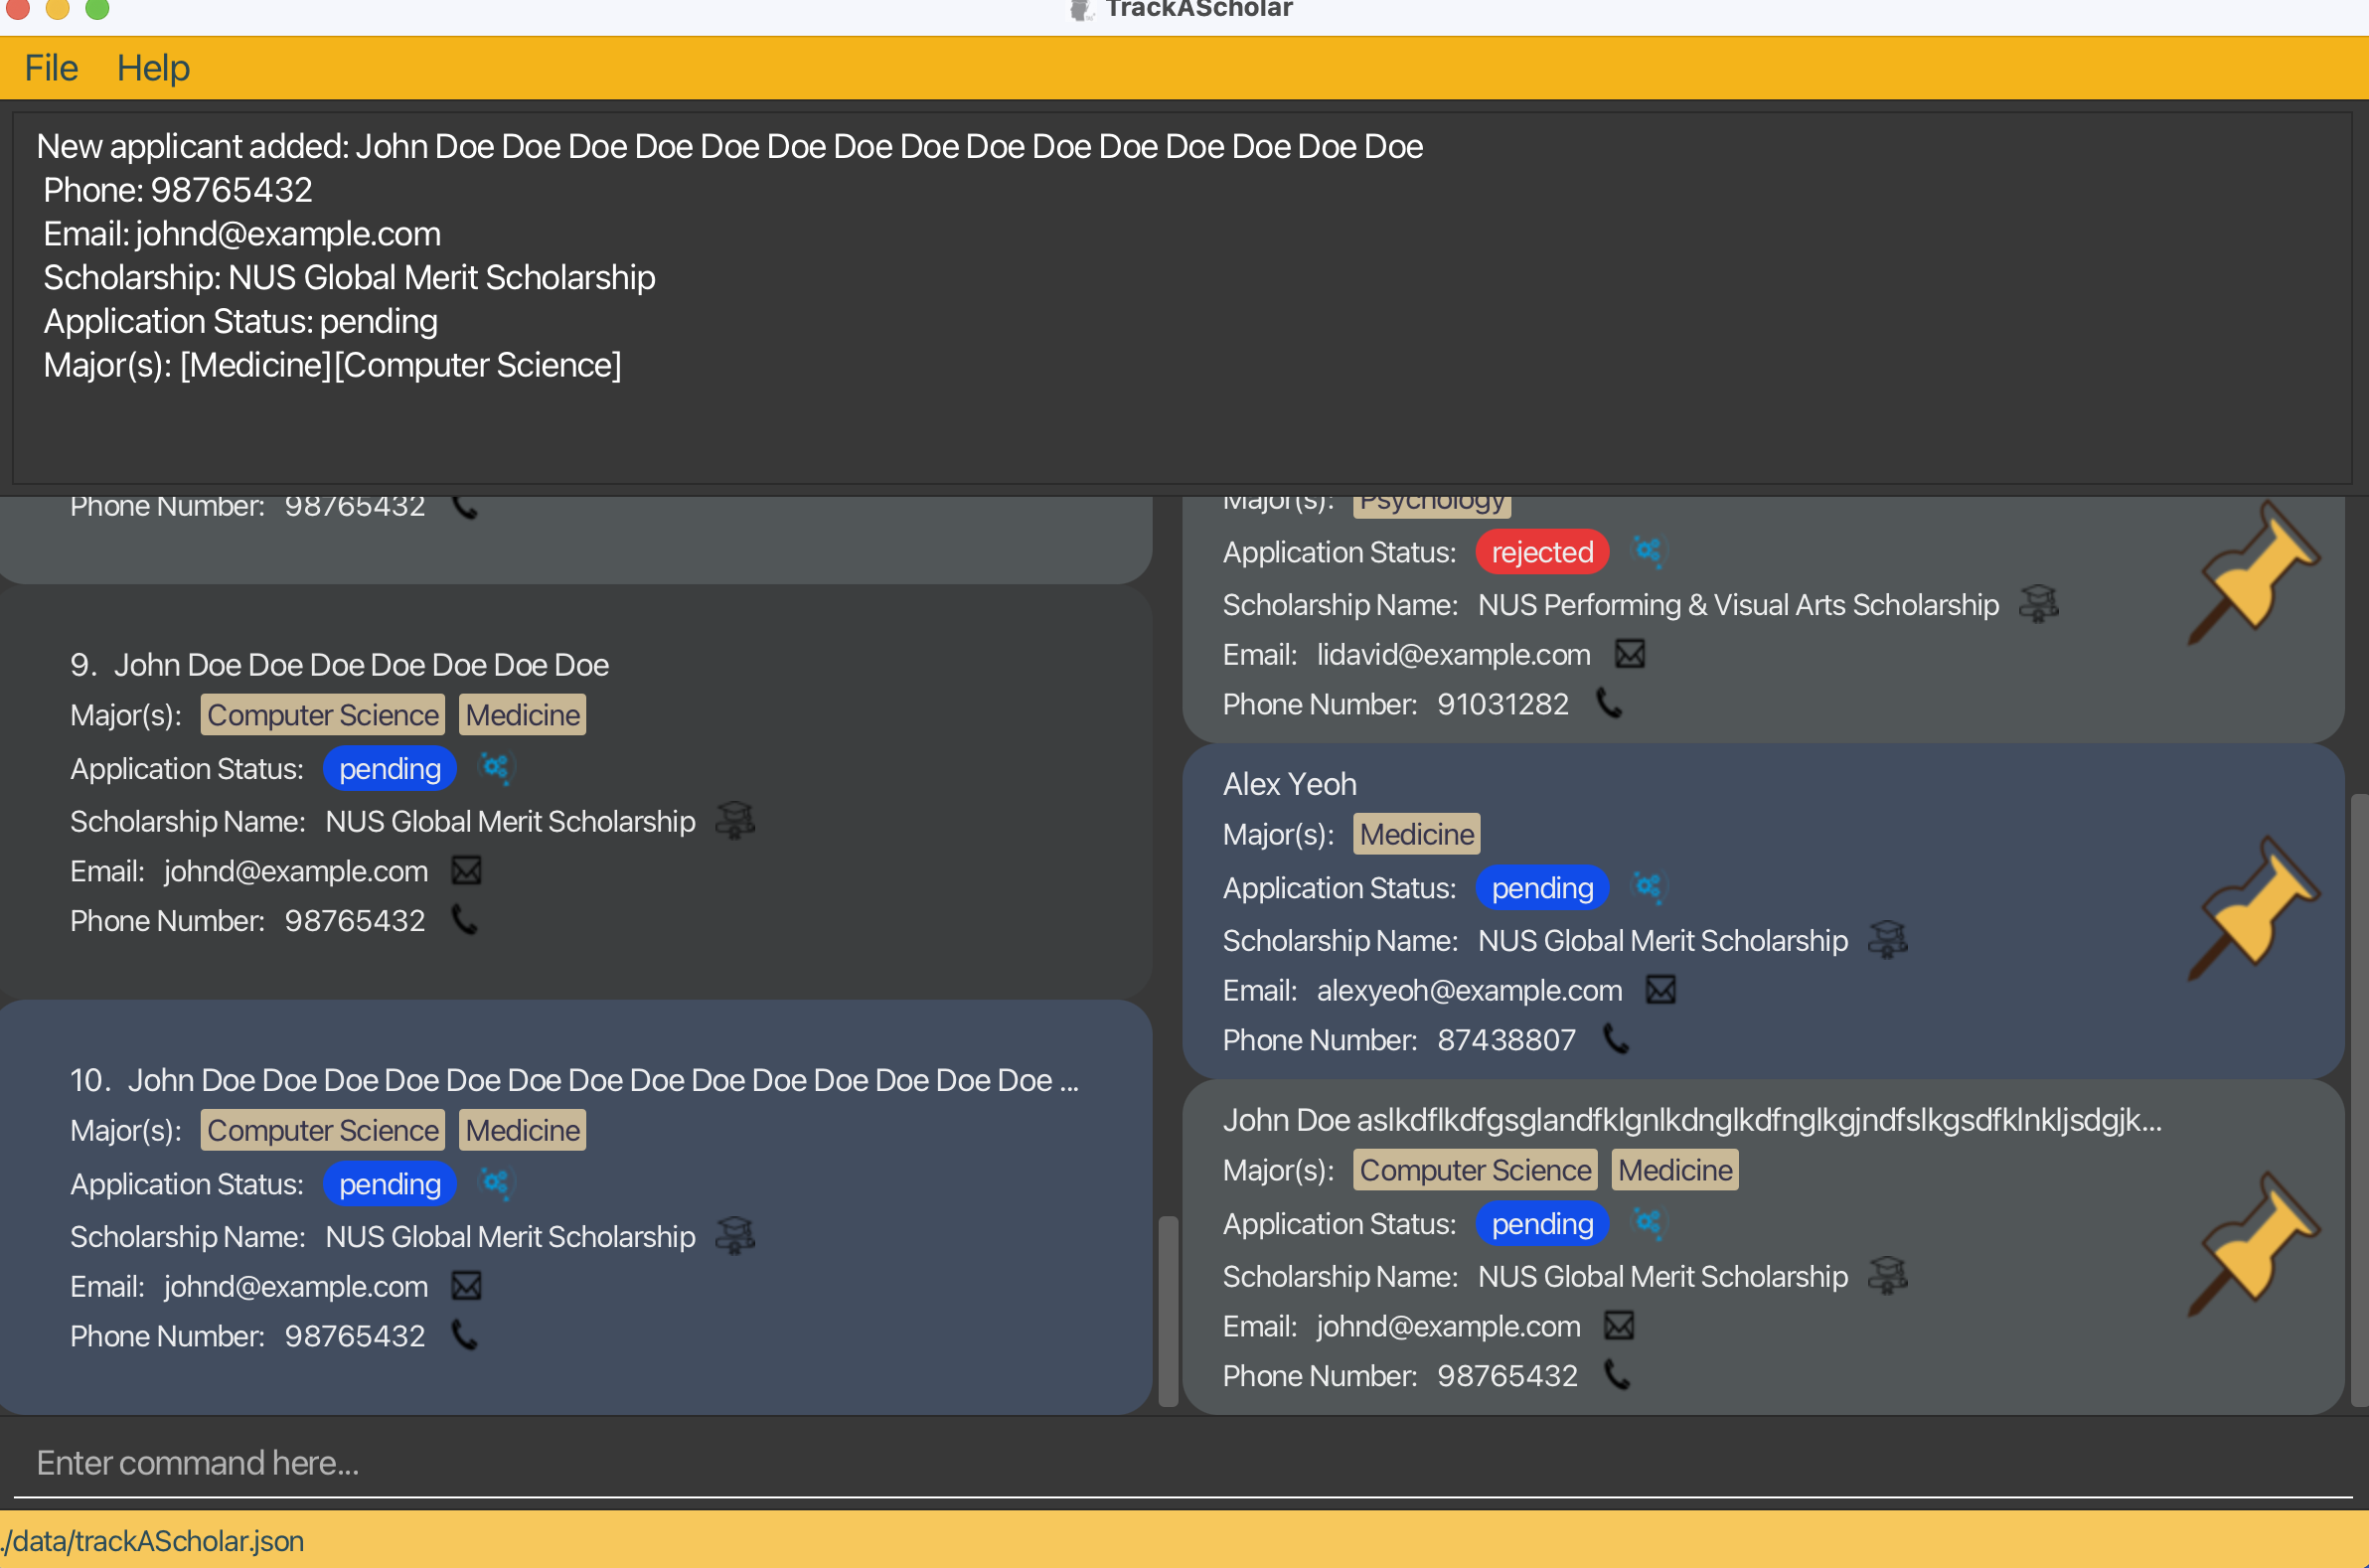 TrackAScholar
File Help
New applicant added: John Doe Doe Doe Doe Doe Doe Doe Doe Doe Doe Doe Doe Doe Doe Doe
Phone: 98765432
Email: johnd@example.com
Scholarship: NUS Global Merit Scholarship
Application Status: pending
Major(s): [Medicine][Computer Science]
Phone Number: 98765432
9. John Doe Doe Doe Doe Doe Doe Doe
Major(s): Computer Science Medicine
Application Status: pending
Scholarship Name: NUS Global Merit Scholarship
Email: johnd@example.com
Phone Number: 98765432
10. John Doe Doe Doe Doe Doe Doe Doe Doe Doe Doe Doe Doe Doe Doe ...
Major(s): Computer Science Medicine
Application Status: pending
Scholarship Name: NUS Global Merit Scholarship
Email: johnd@example.com
Phone Number: 98765432
Major(s): Psychology
Application Status: rejected
Scholarship Name: NUS Performing & Visual Arts Scholarship
Email: lidavid@example.com
Phone Number: 91031282
Alex Yeoh
Major(s): Medicine
Application Status: pending
Scholarship Name: NUS Global Merit Scholarship
Email: alexyeoh@example.com
Phone Number: 87438807
John Doe aslkdflkdfgsglandfklgnlkdnglkdfnglkgjndfslkgsdfklnkljsdgjk...
Major(s): Computer Science Medicine
Application Status: pending
Scholarship Name: NUS Global Merit Scholarship
Email: johnd@example.com
Phone Number: 98765432
Enter command here...
./data/trackAScholar.json